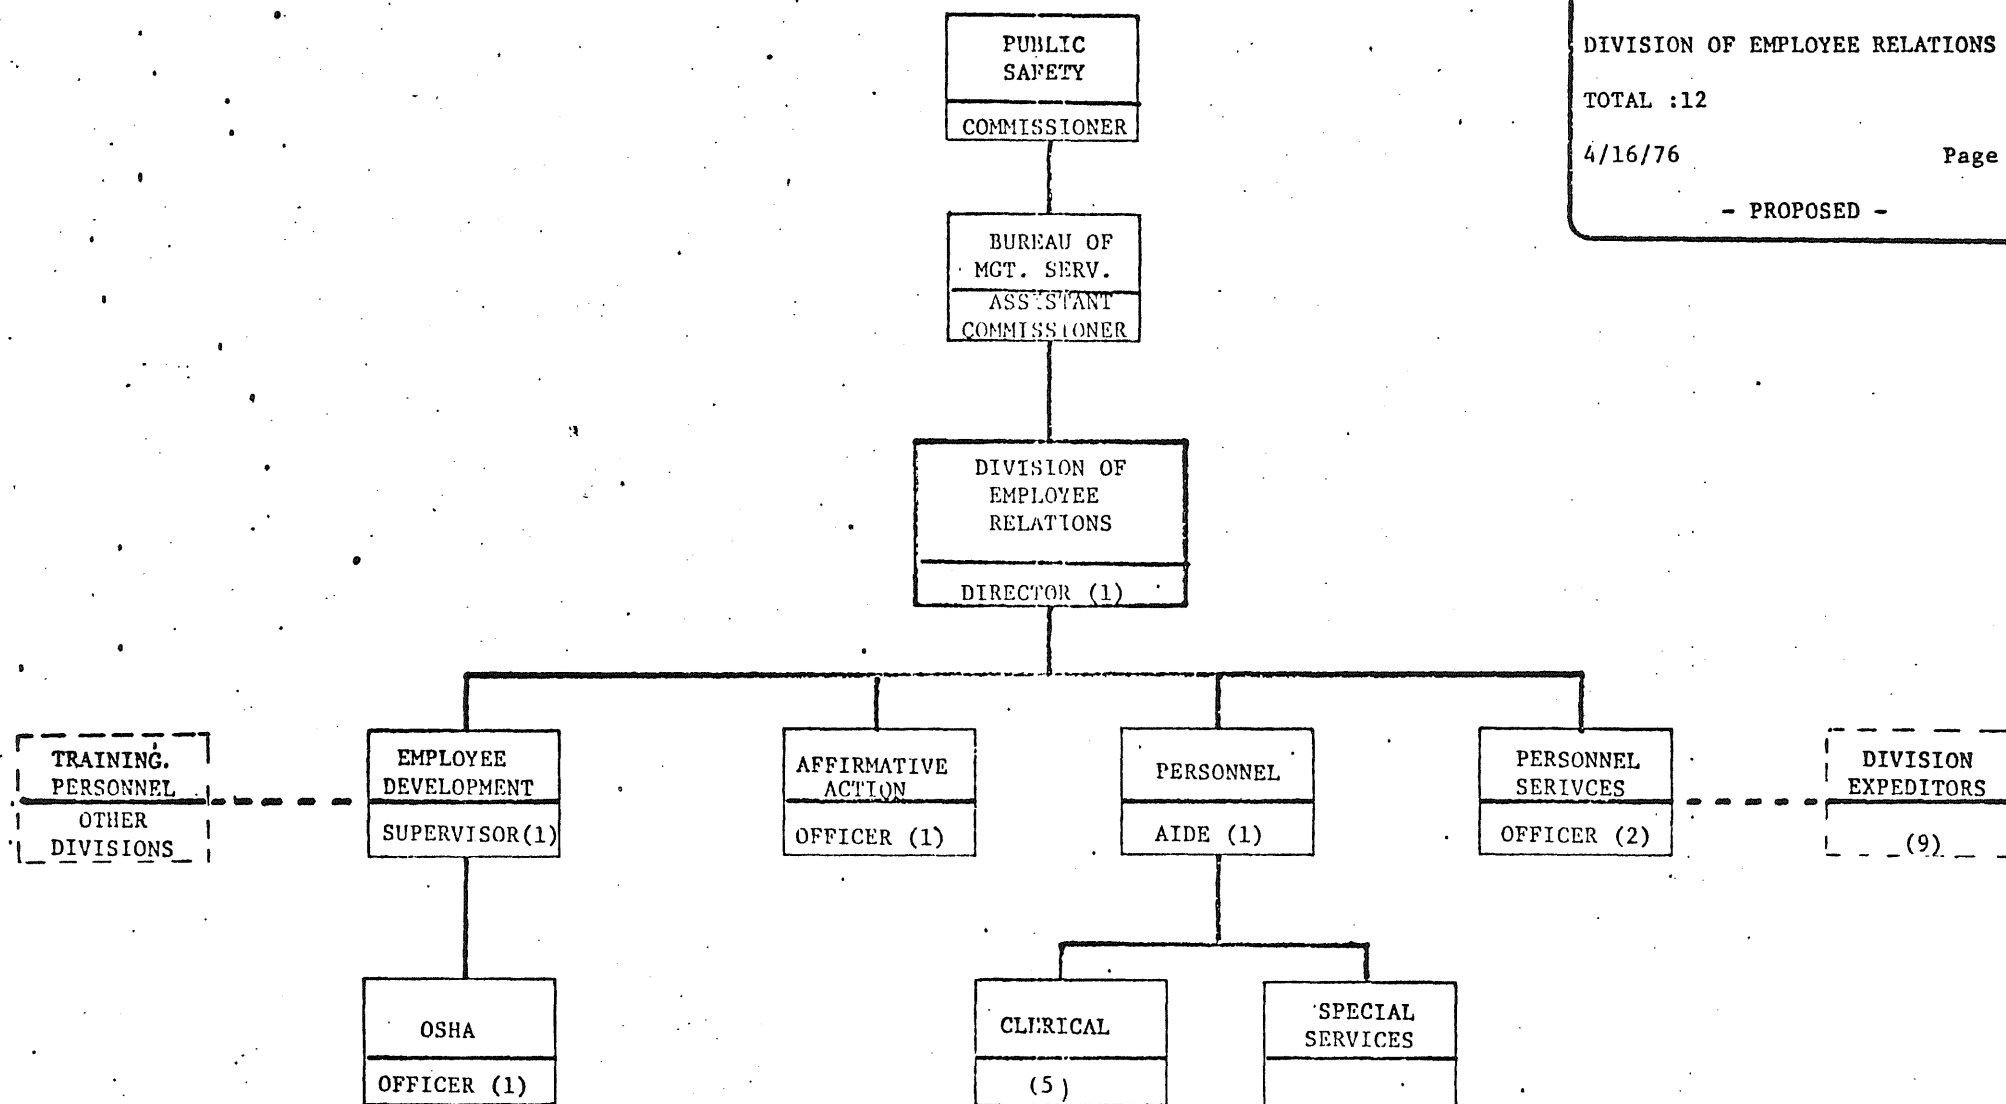 PUBLIC
SAFETY
COMMISSIONER
DIVISION OF EMPLOYEE RELATIONS
TOTAL :12
4/16/76 Page
- PROPOSED -
BUREAU OF
MGT. SERV.
ASSISTANT
COMMISSIONER
DIVISION OF
EMPLOYEE
RELATIONS
DIRECTOR (1)
TRAINING.
PERSONNEL
OTHER
DIVISIONS
EMPLOYEE
DEVELOPMENT
SUPERVISOR(1)
AFFIRMATIVE
ACTION
OFFICER (1)
PERSONNEL
AIDE (1)
PERSONNEL
SERIVCES
OFFICER (2)
DIVISION
EXPEDITORS
(9)
OSHA
OFFICER (1)
CLERICAL
(5)
SPECIAL
SERVICES